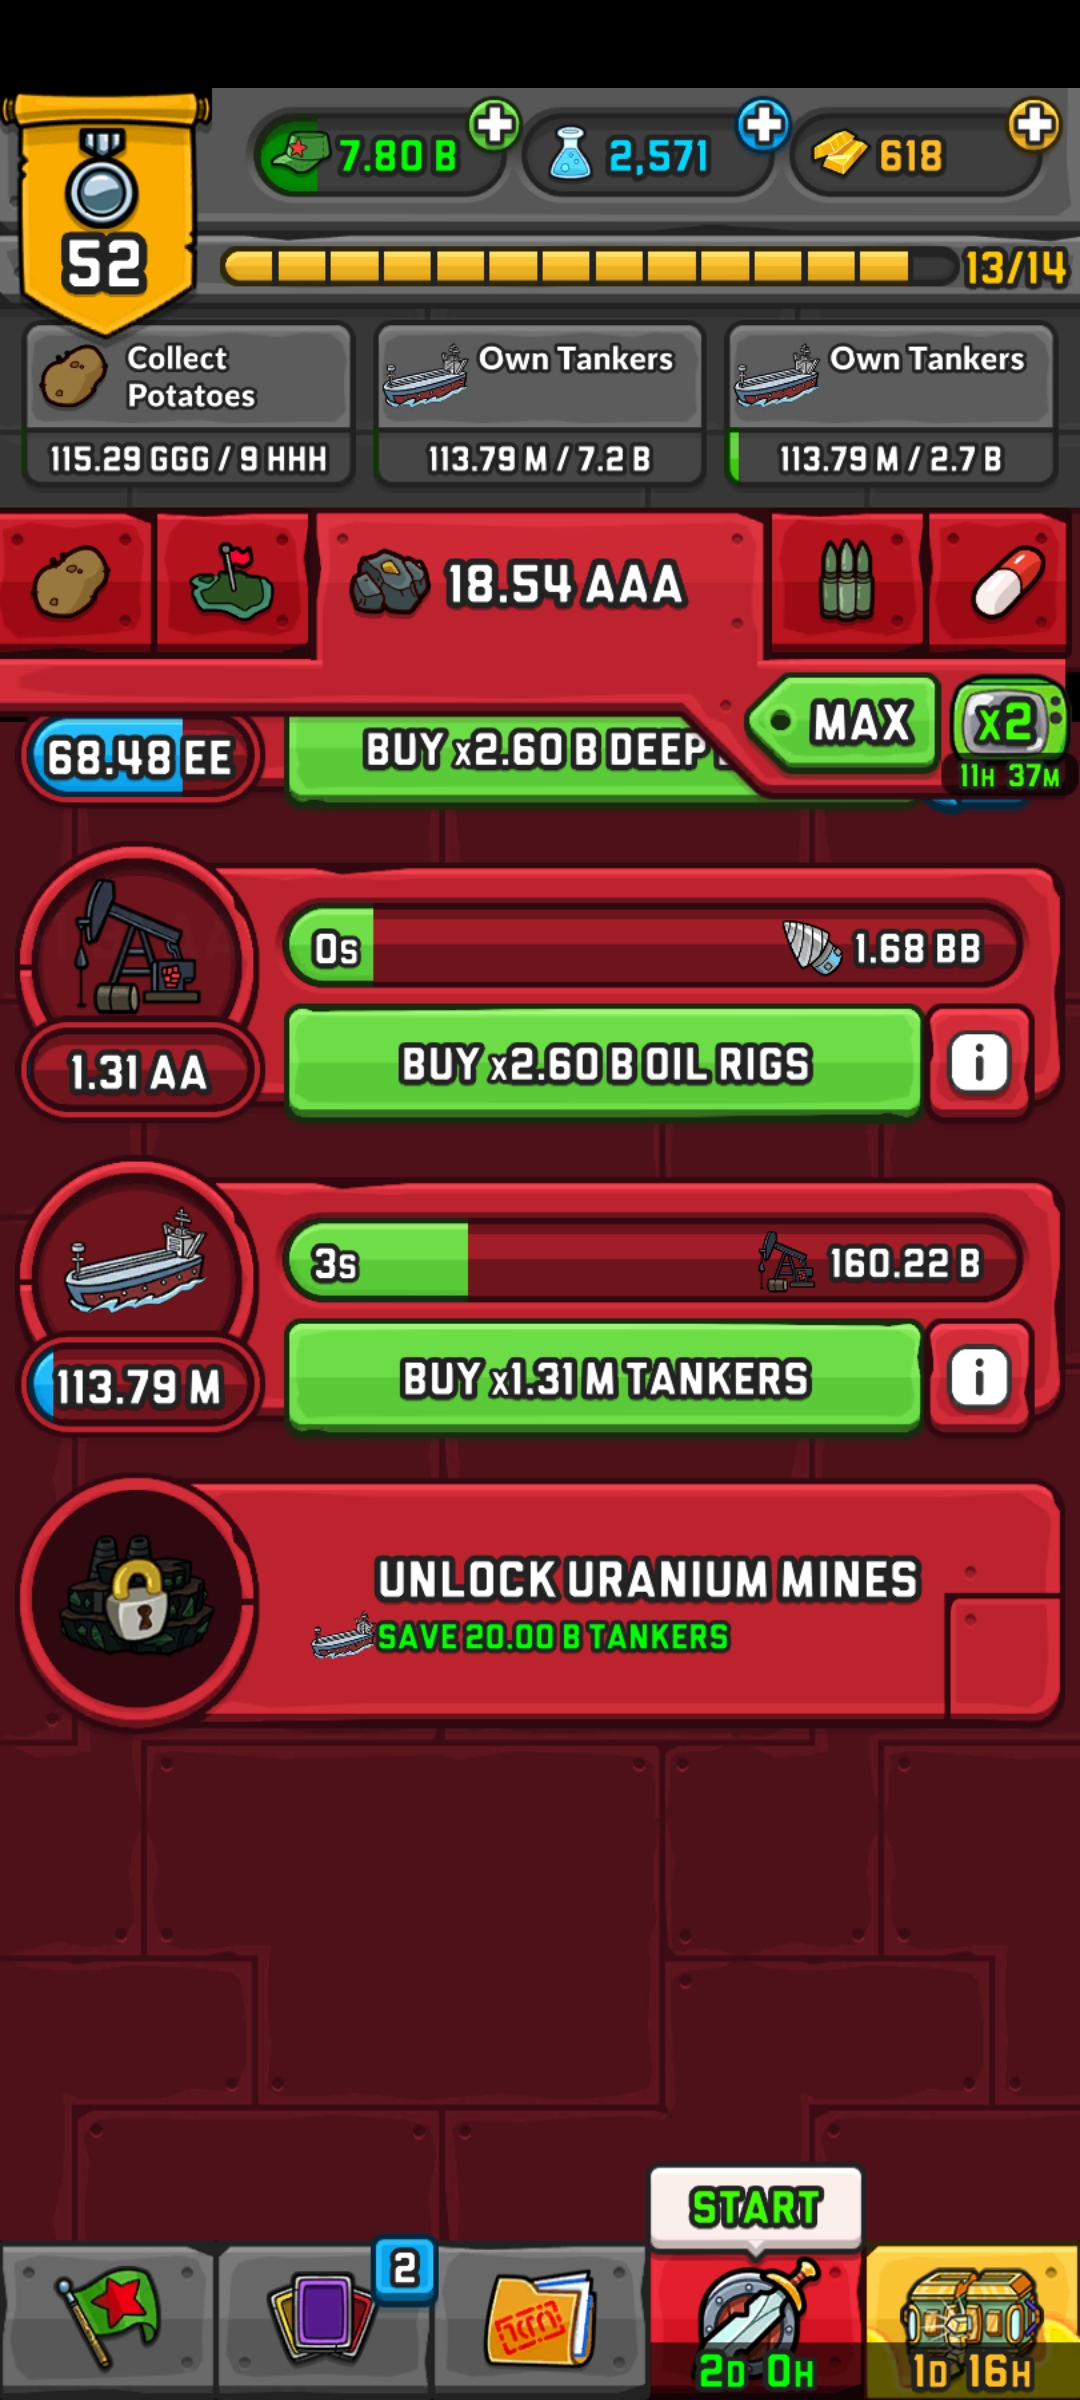 7.80 B
2,571
618
52
13/14
Collect
Potatoes
115.29 GGG / 9 HHH
Own Tankers
113.79 M / 7.2 B
Own Tankers
113.79 M / 2.7 B
18.54 AAA
MAX
x2
11H 37M
68.48 EE
BUY x2.60 B DEEP
0s
1.68 BB
1.31 AA
BUY x2.60 B OIL RIGS
i
3s
160.22 B
113.79 M
BUY x1.31 M TANKERS
i
UNLOCK URANIUM MINES
SAVE 20.00 B TANKERS
START
2
2D 0H
1D 16H